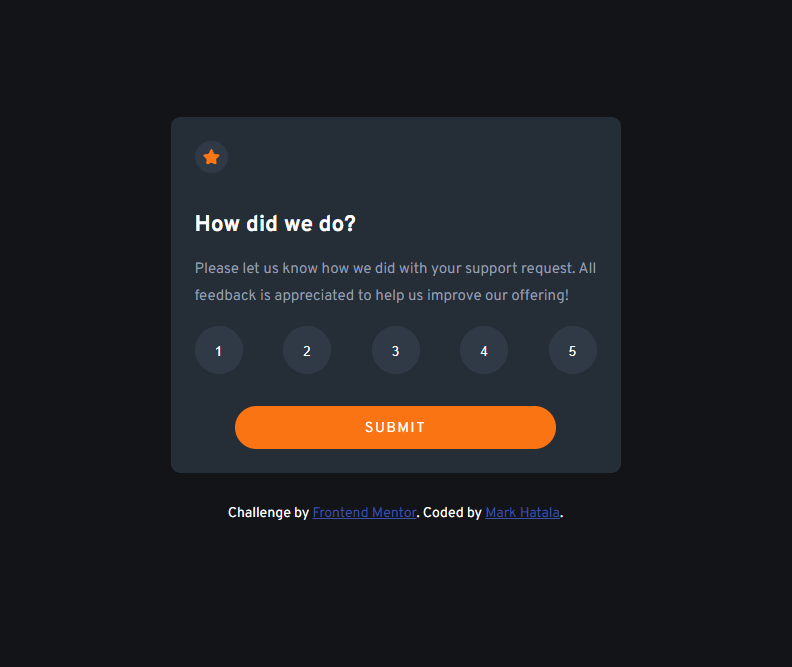 How did we do?
Please let us know how we did with your support request. All
feedback is appreciated to help us improve our offering!
1 2 3 4 5
SUBMIT
Challenge by Frontend Mentor. Coded by Mark Hatala.